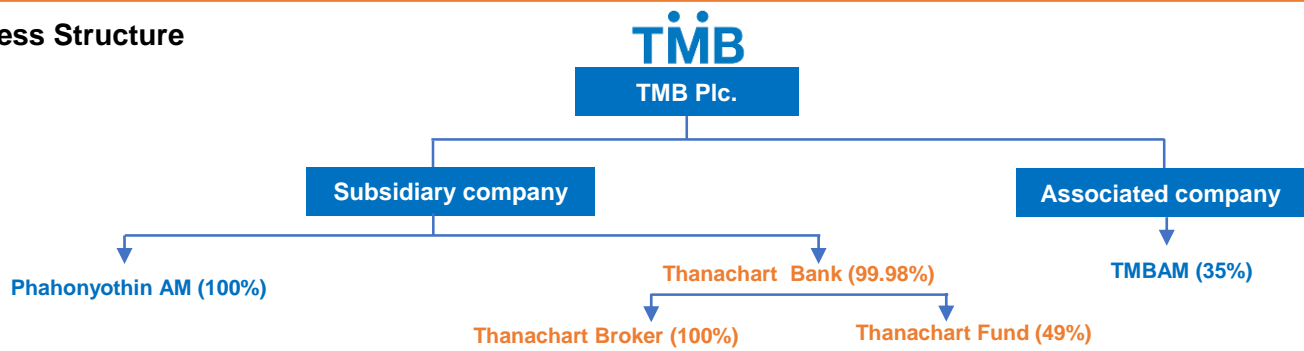 ess Structure
TMB
TMB Plc.
Subsidiary company
Associated company
Phahonyothin AM (100%)
Thanachart Bank (99.98%)
TMBAM (35%)
Thanachart Broker (100%)
Thanachart Fund (49%)